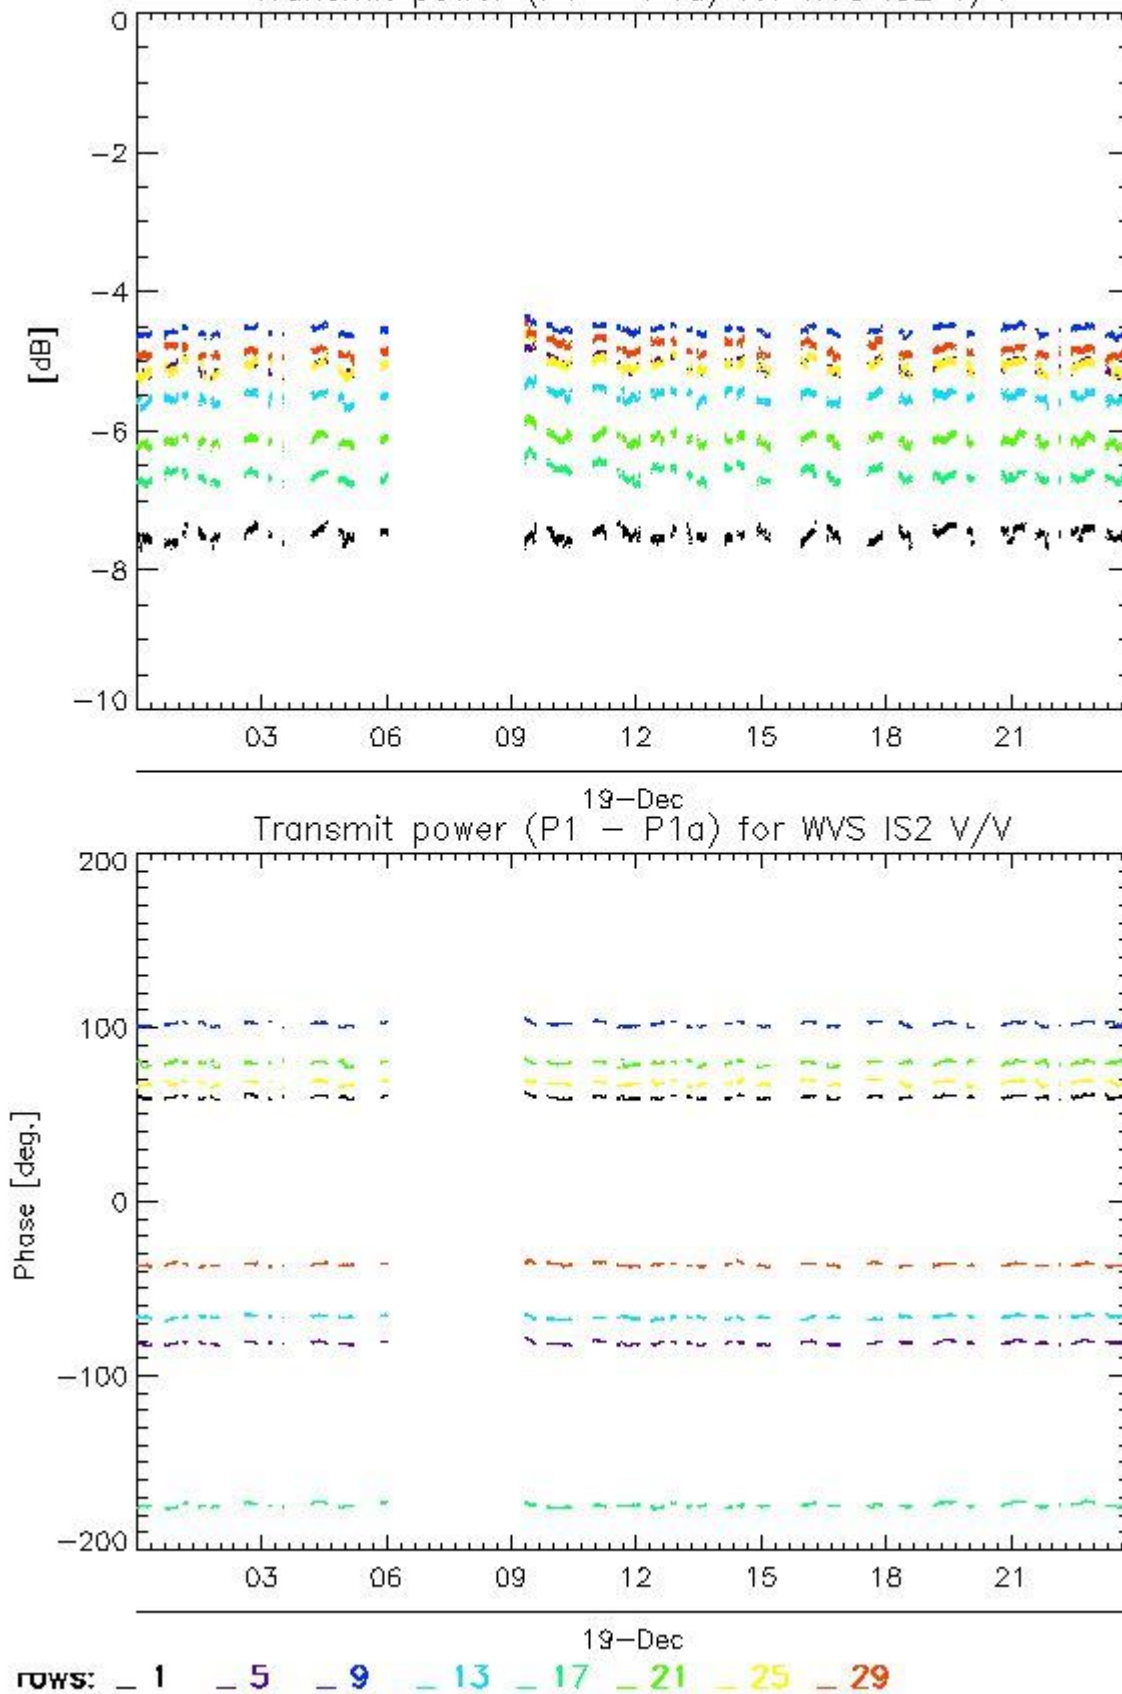 0
-2
-4
[dB]
-6
-8
-10
03 06 09 12 15 18 21
19-Dec
Transmit power (P1 - P1a) for WVS IS2 V/V
200
100
Phase [deg.]
0
-100
-200
03 06 09 12 15 18 21
19-Dec
rows: _ 1 _ 5 _ 9 _ 13 _ 17 _ 21 _ 25 _ 29